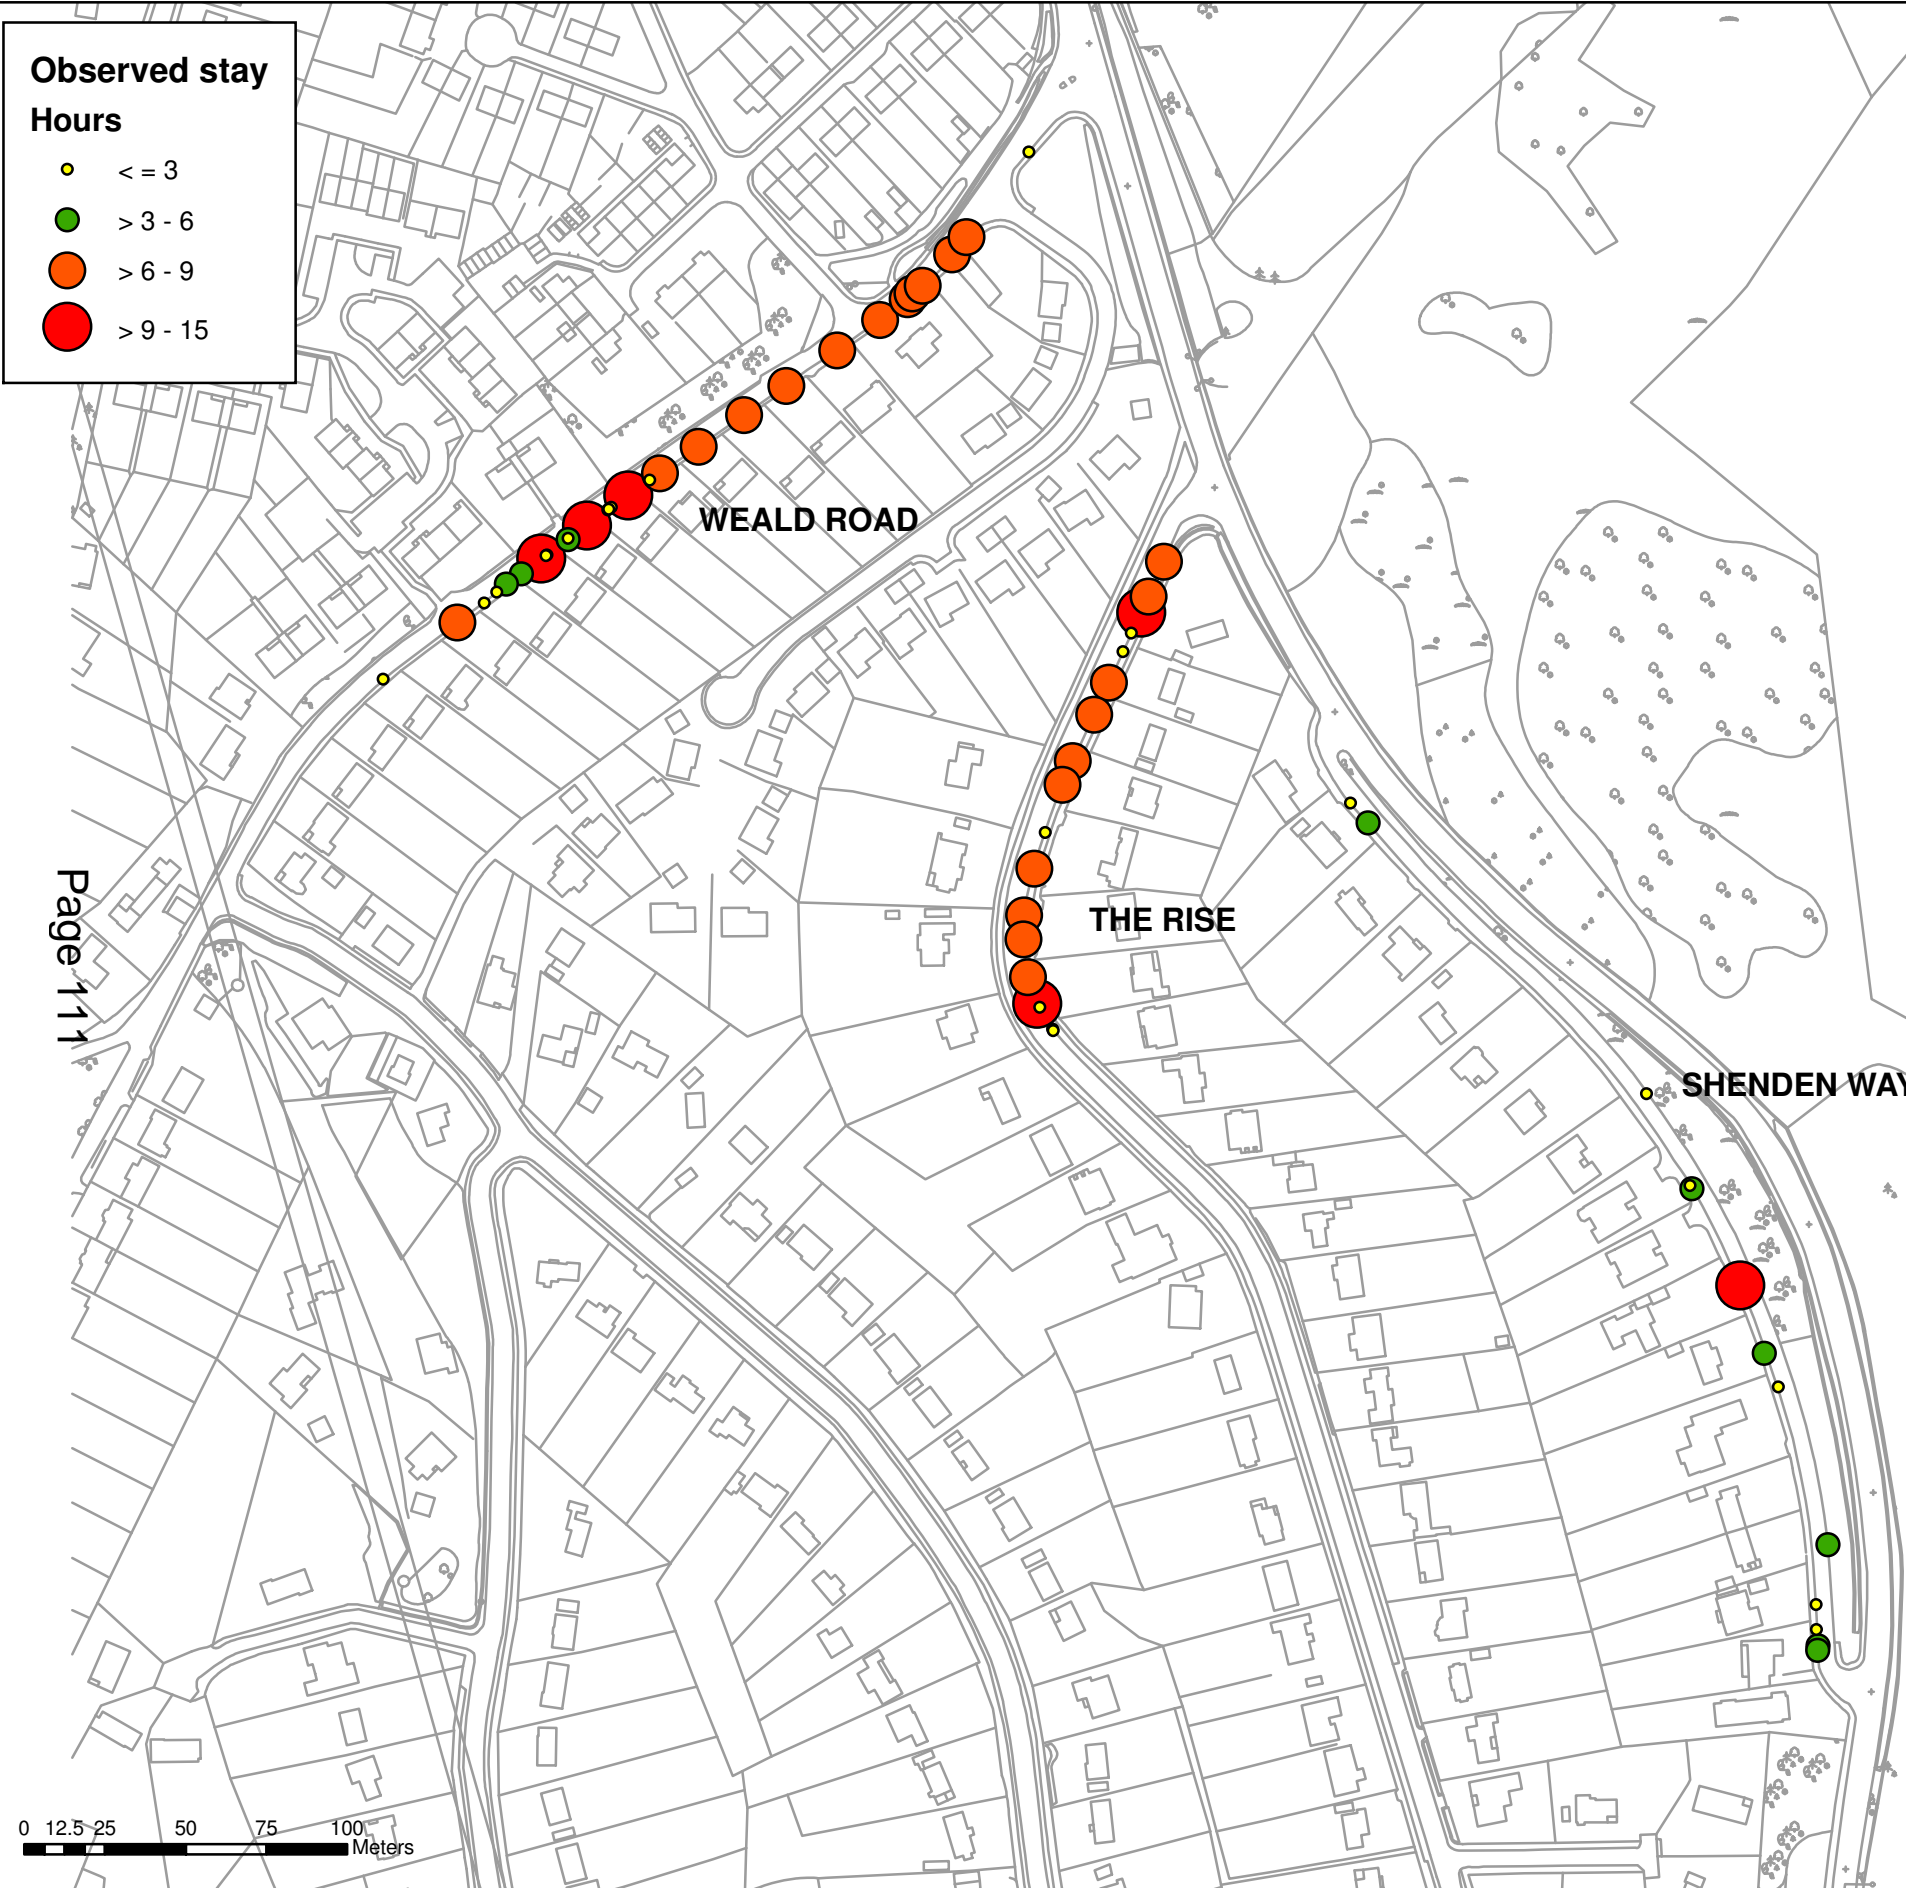 Observed stay
Hours
< = 3
> 3 - 6
> 6 - 9
> 9 - 15
WEALD ROAD
THE RISE
SHENDEN WAY
Page 111
0 12.5 25 50 75 100
Meters